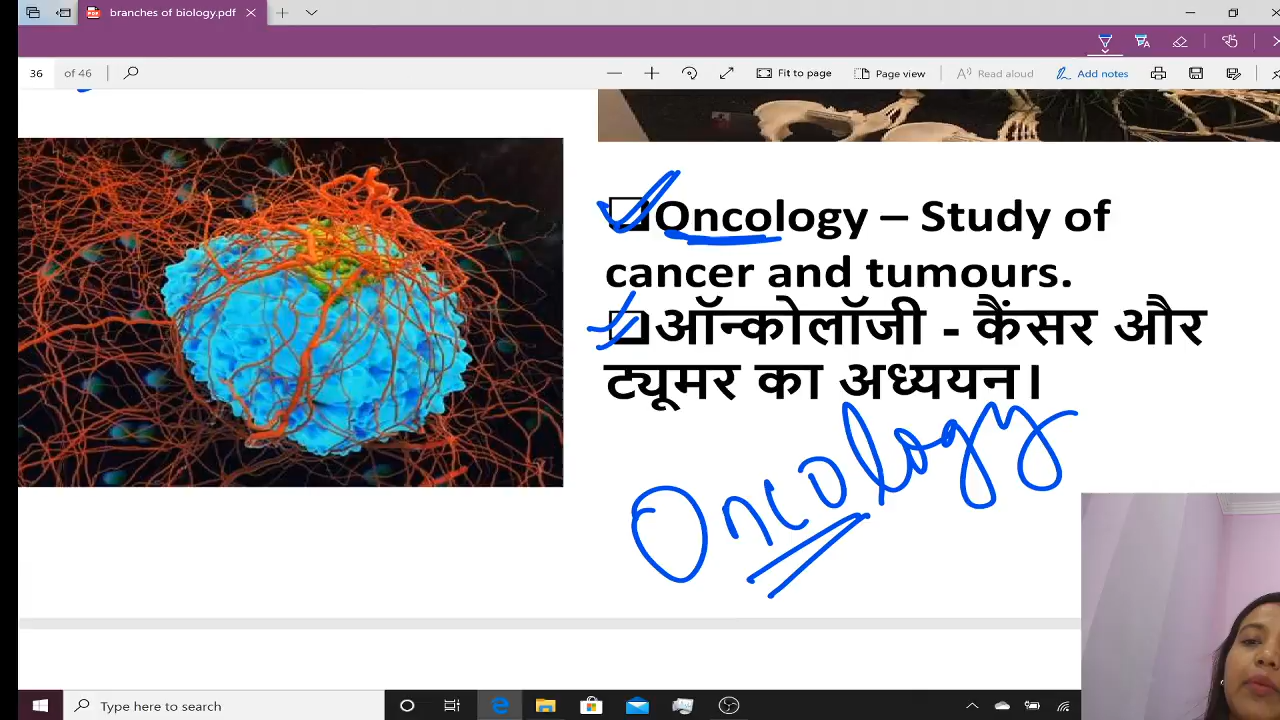 branches of biology.pdf
36 of 46
Fit to page
Page view
Read aloud
Add notes
Oncology – Study of
cancer and tumours.
ऑन्कोलॉजी - कैंसर और
ट्यूमर का अध्ययन।
Oncology
Type here to search